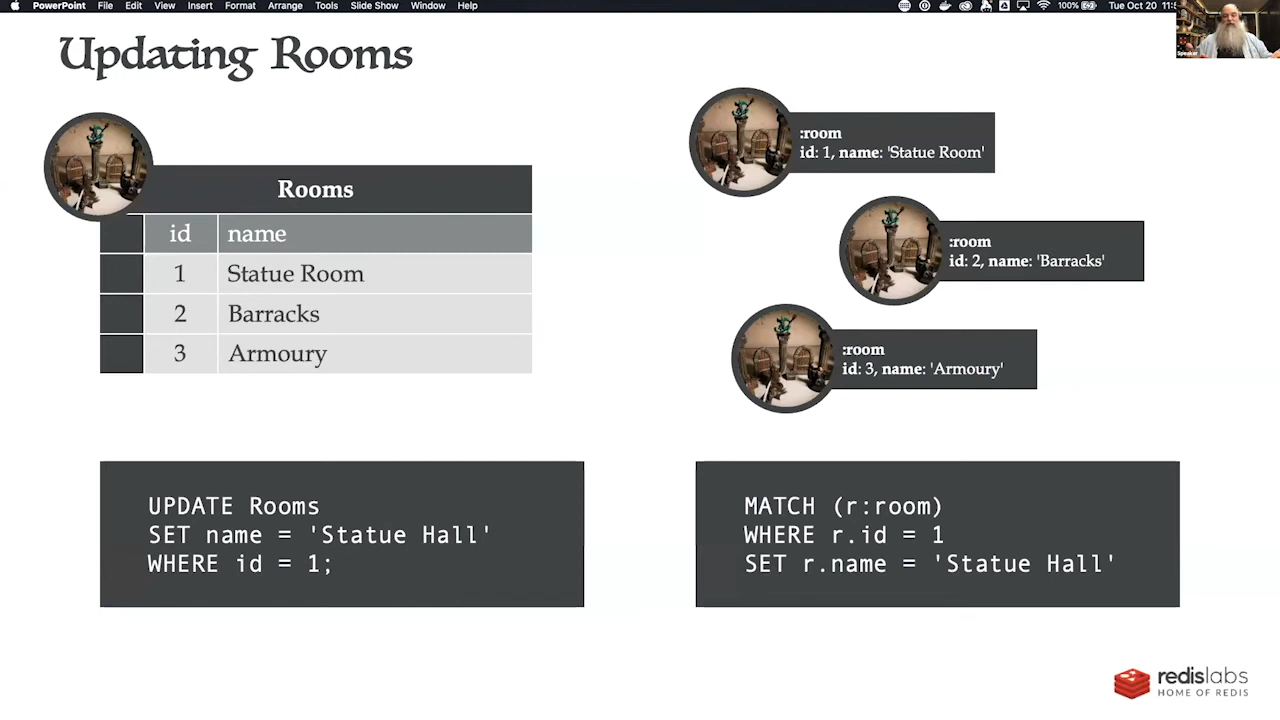 PowerPoint File Edit View Insert Format Arrange Tools Slide Show Window Help 100% Tue Oct 20
Speaker
Updating Rooms
Rooms
id name
1 Statue Room
2 Barracks
3 Armoury
:room
id: 1, name: 'Statue Room'
:room
id: 2, name: 'Barracks'
:room
id: 3, name: 'Armoury'
UPDATE Rooms
SET name = 'Statue Hall'
WHERE id = 1;
MATCH (r:room)
WHERE r.id = 1
SET r.name = 'Statue Hall'
redislabs
HOME OF REDIS